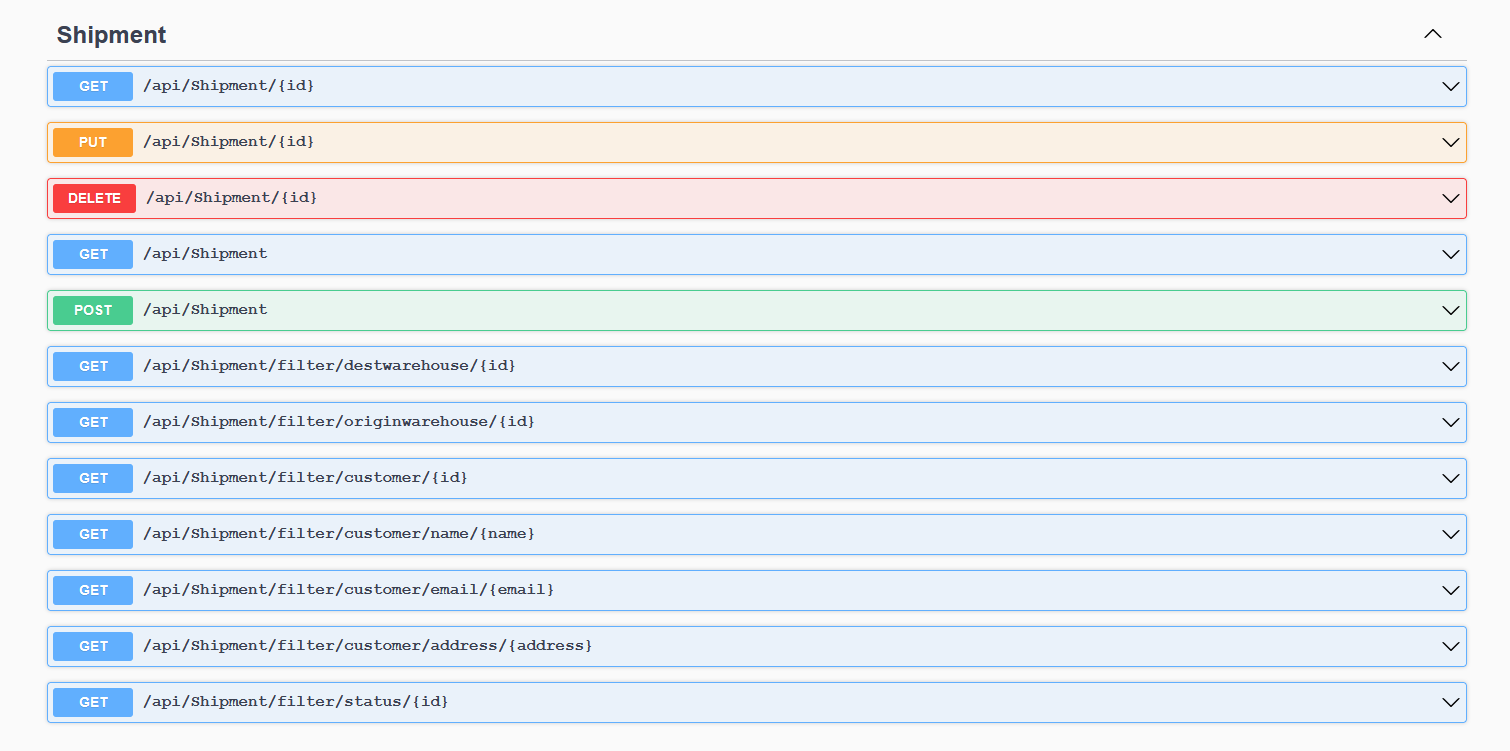 Shipment
GET /api/Shipment/{id}
PUT /api/Shipment/{id}
DELETE /api/Shipment/{id}
GET /api/Shipment
POST /api/Shipment
GET /api/Shipment/filter/destwarehouse/{id}
GET /api/Shipment/filter/originwarehouse/{id}
GET /api/Shipment/filter/customer/{id}
GET /api/Shipment/filter/customer/name/{name}
GET /api/Shipment/filter/customer/email/{email}
GET /api/Shipment/filter/customer/address/{address}
GET /api/Shipment/filter/status/{id}